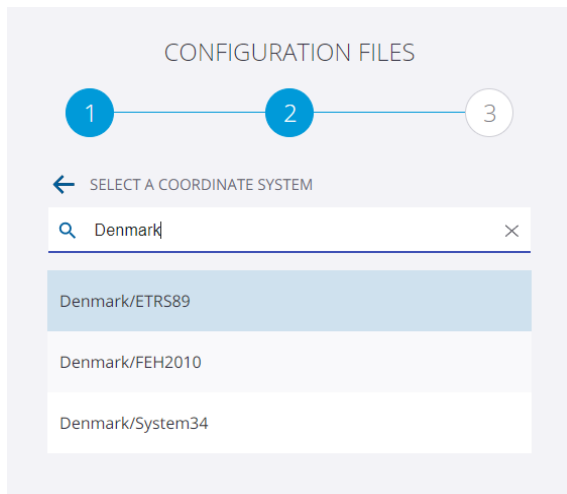 CONFIGURATION FILES
1 2 3
SELECT A COORDINATE SYSTEM
Denmark
Denmark/ETRS89
Denmark/FEH2010
Denmark/System34